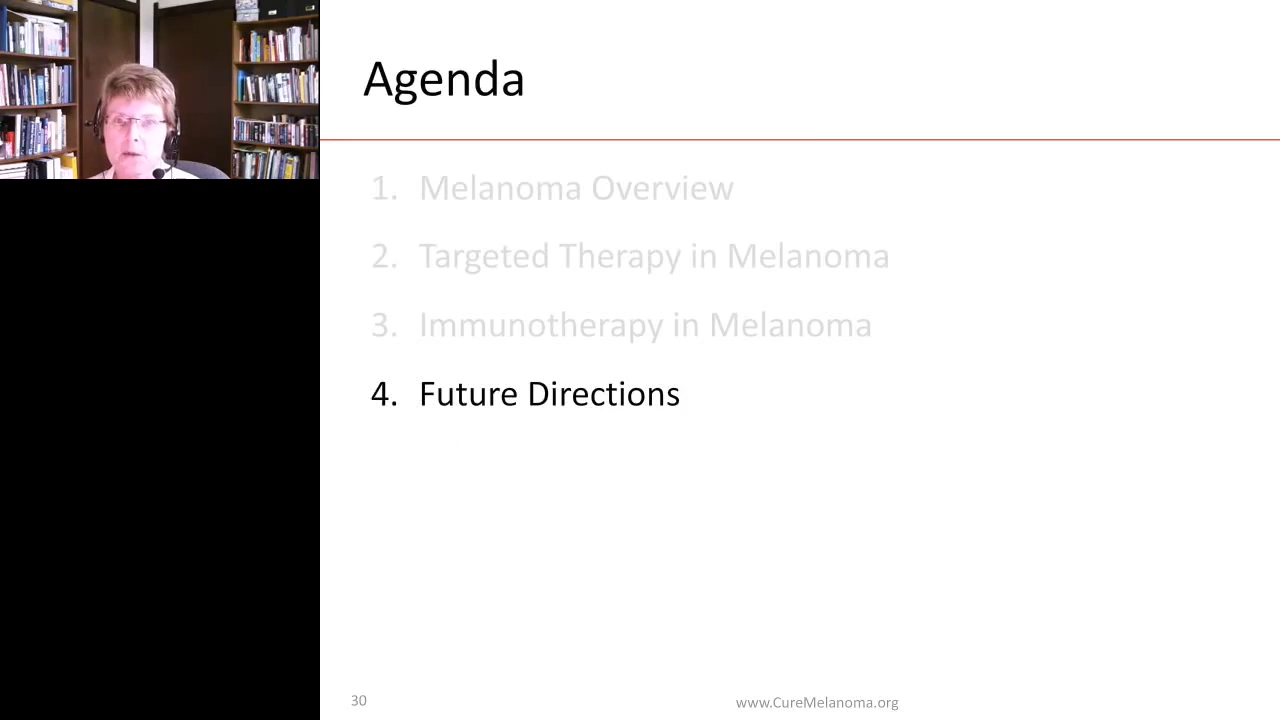 Agenda
1. Melanoma Overview
2. Targeted Therapy in Melanoma
3. Immunotherapy in Melanoma
4. Future Directions
30
www.CureMelanoma.org